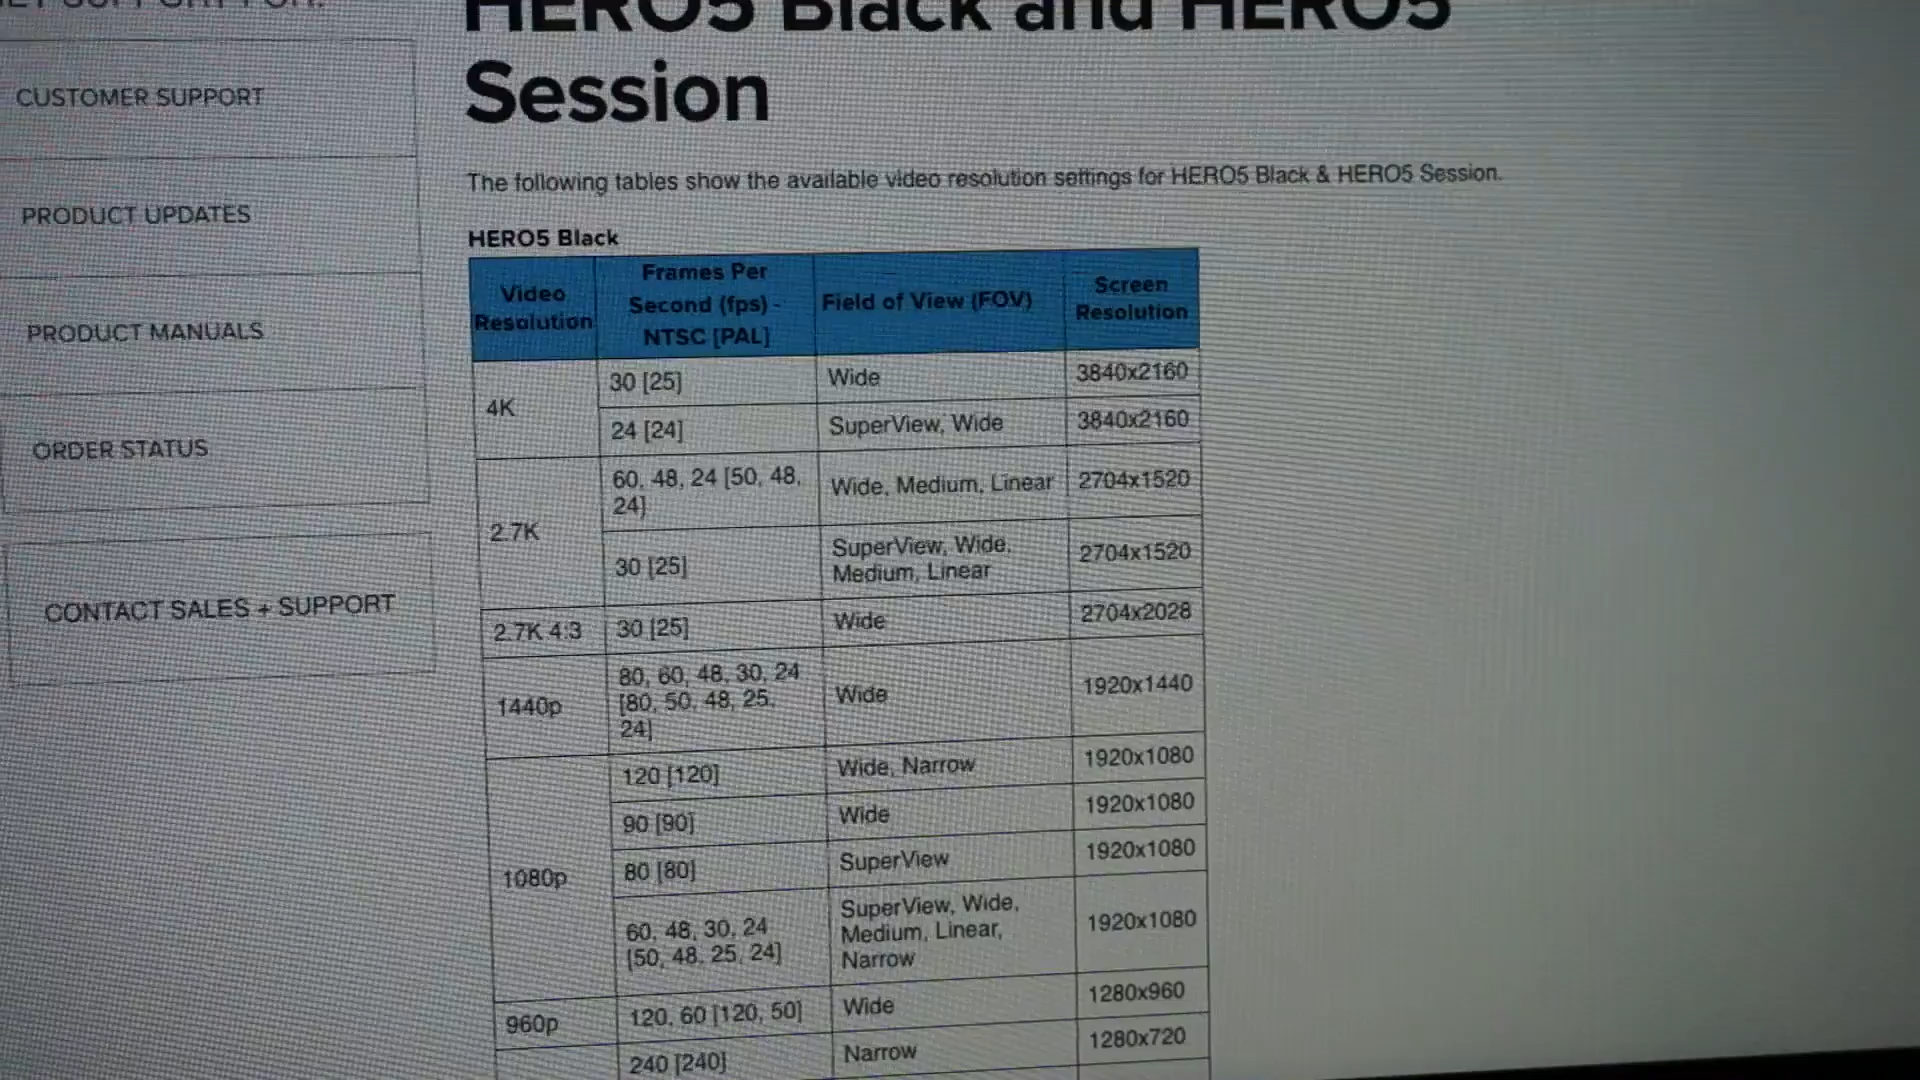 HERO5 Black and HERO5
Session
CUSTOMER SUPPORT
PRODUCT UPDATES
PRODUCT MANUALS
ORDER STATUS
CONTACT SALES + SUPPORT
The following tables show the available video resolution settings for HERO5 Black & HERO5 Session.
HERO5 Black
Video Resolution
Frames Per Second (fps) - NTSC [PAL]
Field of View (FOV)
Screen Resolution
4K
30 [25]
Wide
3840x2160
24 [24]
SuperView, Wide
3840x2160
2.7K
60, 48, 24 [50, 48,
24]
Wide, Medium, Linear
2704x1520
30 [25]
SuperView, Wide,
Medium, Linear
2704x1520
2.7K 4:3
30 [25]
Wide
2704x2028
1440p
80, 60, 48, 30, 24
[80, 50, 48, 25,
24]
Wide
1920x1440
1080p
120 [120]
Wide, Narrow
1920x1080
90 [90]
Wide
1920x1080
80 [80]
SuperView
1920x1080
60, 48, 30, 24
[50, 48, 25, 24]
SuperView, Wide,
Medium, Linear,
Narrow
1920x1080
960p
120, 60 [120, 50]
Wide
1280x960
240 [240]
Narrow
1280x720